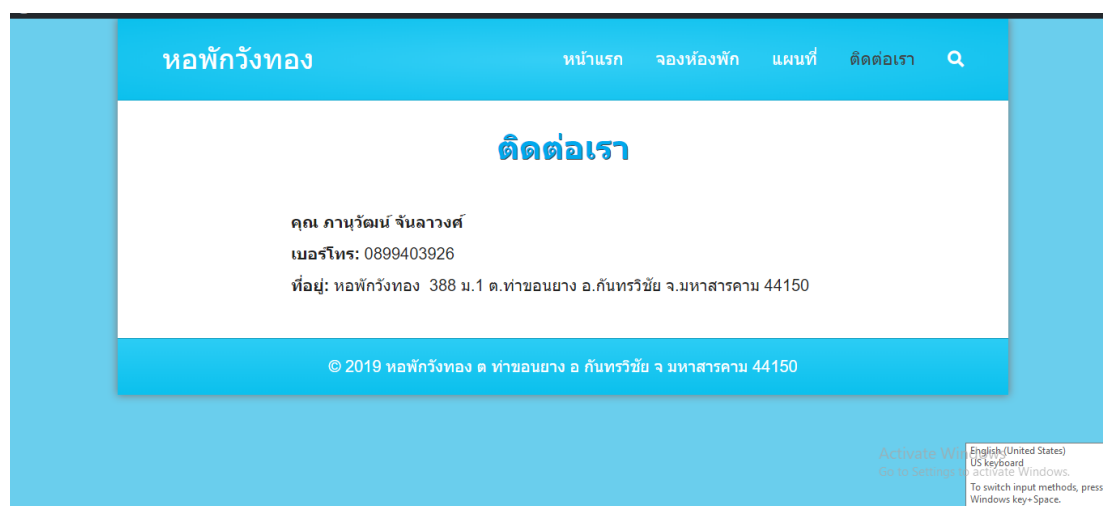 หอพักวังทอง
หน้าแรก จองห้องพัก แผนที่ ติดต่อเรา
ติดต่อเรา
คุณ ภานุวัฒน์ จันลาวงศ์
เบอร์โทร: 0899403926
ที่อยู่: หอพักวังทอง 388 ม.1 ต.ท่าขอนยาง อ.กันทรวิชัย จ.มหาสารคาม 44150
© 2019 หอพักวังทอง ต ท่าขอนยาง อ กันทรวิชัย จ มหาสารคาม 44150
Activate Windows
Go to Settings to activate Windows.
English (United States)
US keyboard
To switch input methods, press
Windows key+Space.